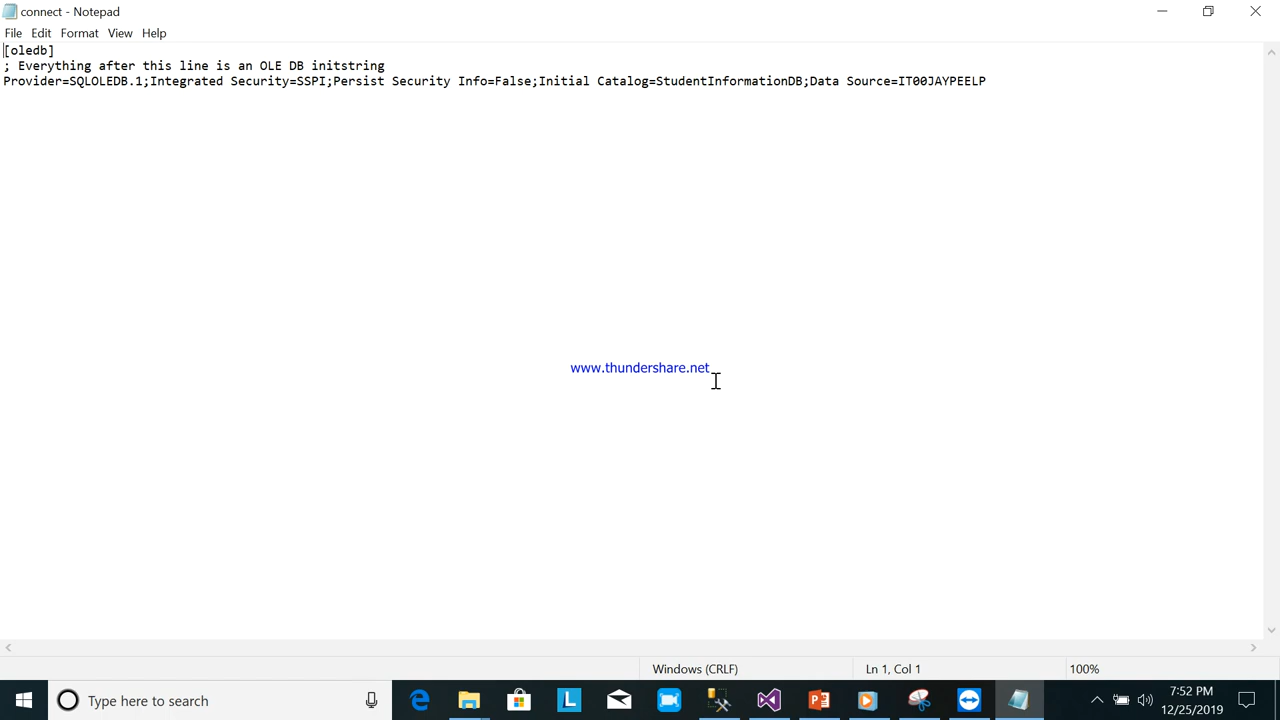 connect - Notepad
File Edit Format View Help
[oledb]
; Everything after this line is an OLE DB initstring
Provider=SQLOLEDB.1;Integrated Security=SSPI;Persist Security Info=False;Initial Catalog=StudentInformationDB;Data Source=IT00JAYPEELP
www.thundershare.net
Windows (CRLF) Ln 1, Col 1 100%
Type here to search
7:52 PM
12/25/2019